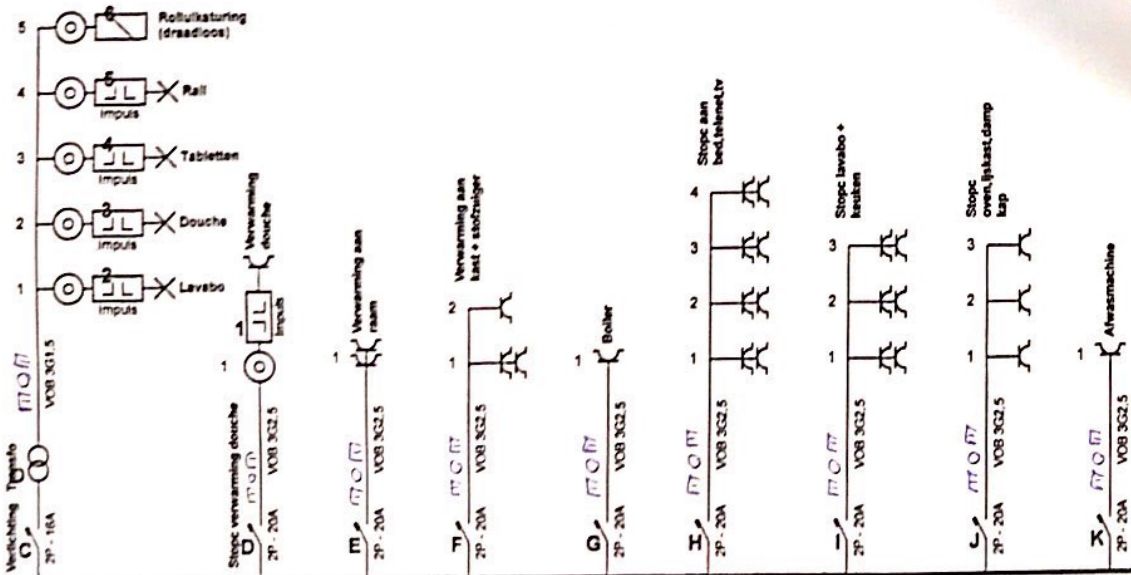 5
6
Rolluiksturing
(draadloos)
4
5
Impuls
Rail
3
4
Impuls
Tabletten
2
3
Impuls
Douche
1
2
Impuls
Lavabo
VOB 3G1.5
Transfo
Verlichting
C
2P - 16A
Verwarming
douche
1
Impuls
1
VOB 3G2,5
Stopc verwarming douche
D
2P - 20A
Verwarming aan
raam
1
VOB 3G2,5
E
2P - 20A
Verwarming aan
kast + stofzuiger
2
1
VOB 3G2,5
F
2P - 20A
Boiler
1
VOB 3G2,5
G
2P - 20A
Stopc aan
bed,telenet,tv
4
3
2
1
VOB 3G2,5
H
2P - 20A
Stopc lavabo +
keuken
3
2
1
VOB 3G2,5
I
2P - 20A
Stopc
oven,ijskast,damp
kap
3
2
1
VOB 3G2,5
J
2P - 20A
Afwasmachine
1
VOB 3G2,5
K
2P - 20A